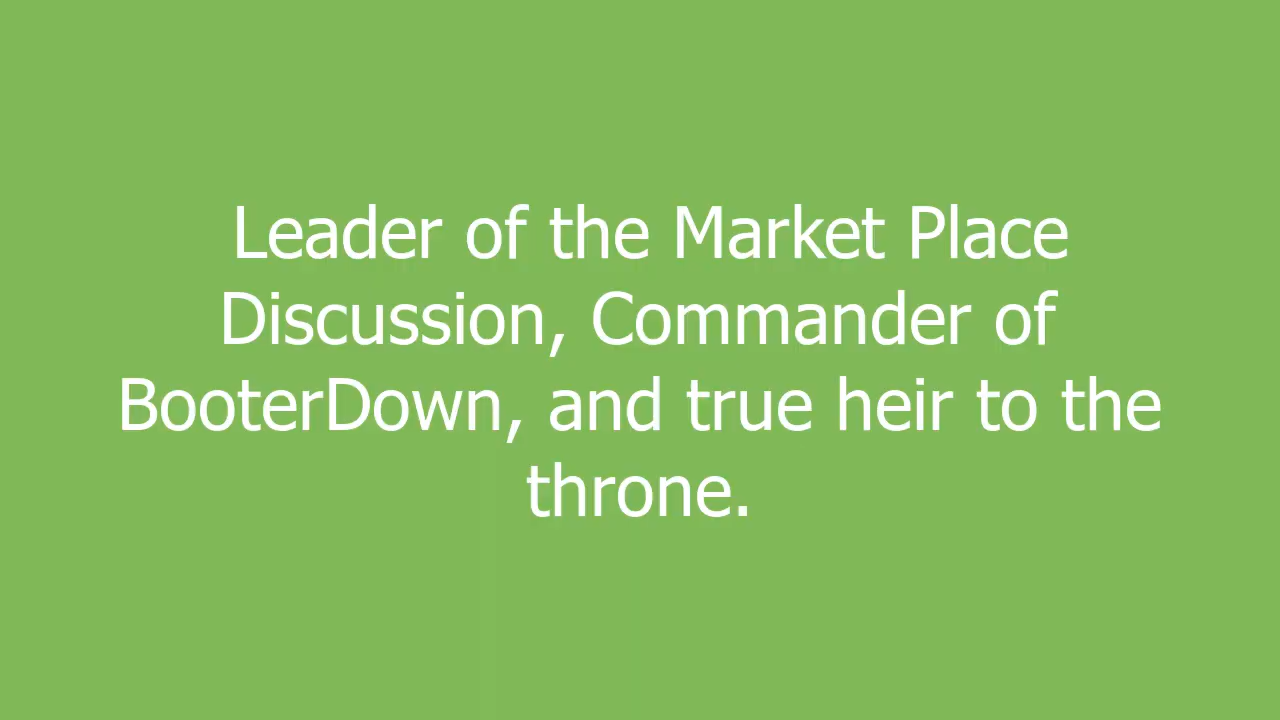 Leader of the Market Place
Discussion, Commander of
BooterDown, and true heir to the
throne.